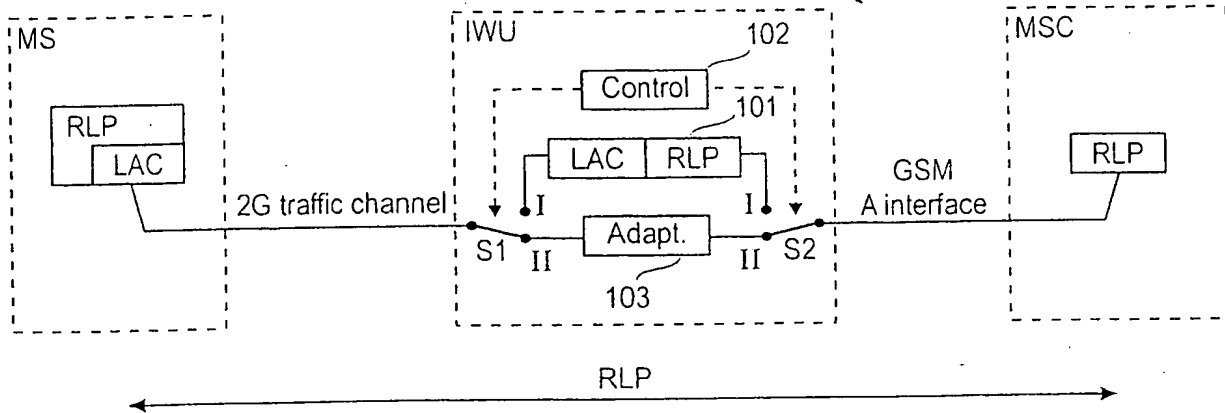 MS
IWU
MSC
102
Control
101
RLP
LAC
LAC
RLP
RLP
GSM
A interface
2G traffic channel
I
I
S1
II
Adapt.
II
S2
103
RLP